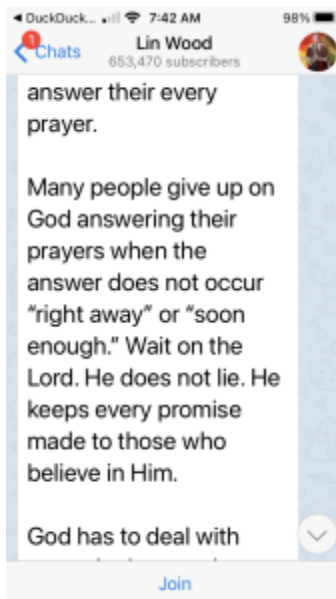 ◄ DuckDuck... 7:42 AM 98%
1
Chats
Lin Wood
653,470 subscribers
answer their every
prayer.
Many people give up on
God answering their
prayers when the
answer does not occur
“right away” or “soon
enough.” Wait on the
Lord. He does not lie. He
keeps every promise
made to those who
believe in Him.
God has to deal with
Join